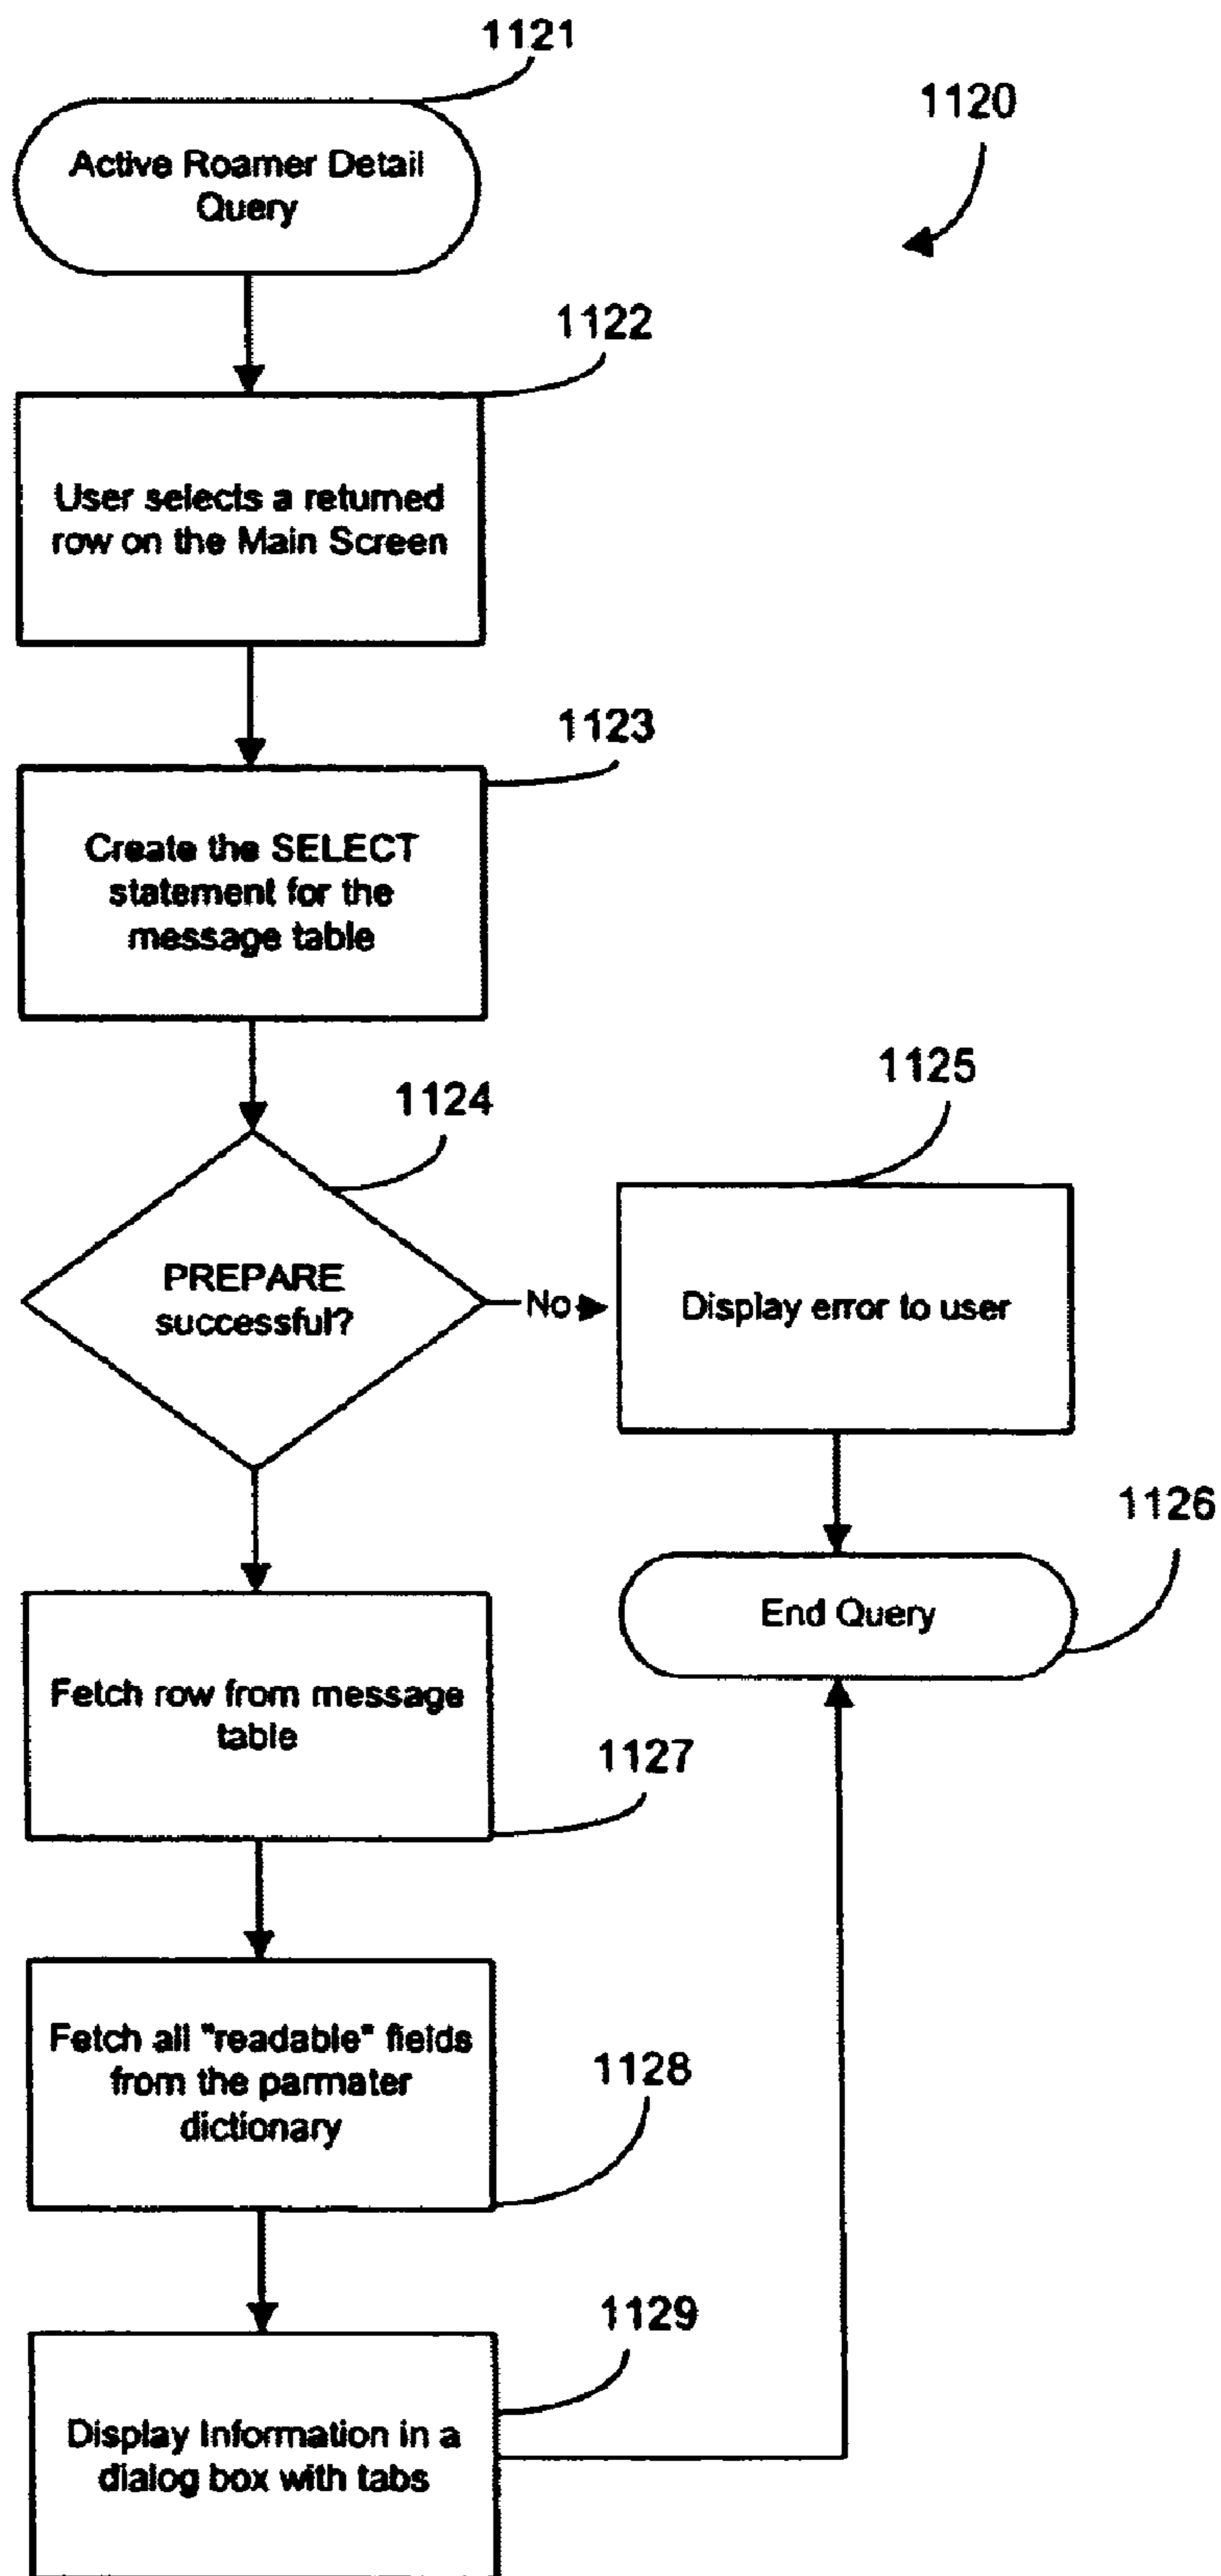 1121
1120
Active Roamer Detail
Query
1122
User selects a returned
row on the Main Screen
1123
Create the SELECT
statement for the
message table
1124
1125
PREPARE
successful?
No
Display error to user
1126
End Query
Fetch row from message
table
1127
Fetch all "readable" fields
from the parmater
dictionary
1128
1129
Display Information in a
dialog box with tabs